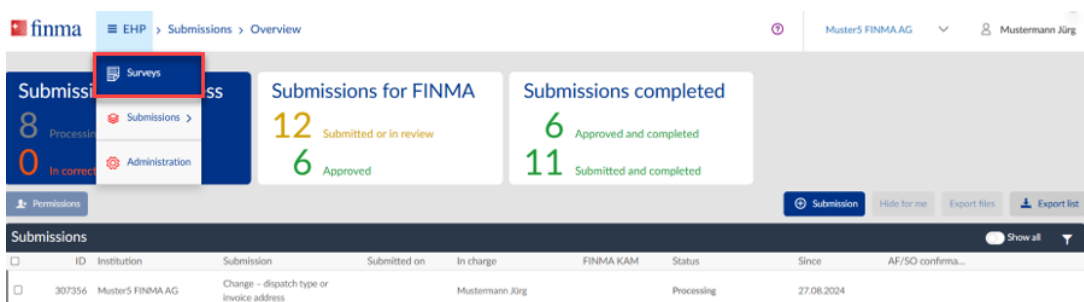 finma EHP > Submissions > Overview Muster5 FINMA AG Mustermann Jürg
Surveys
Submissions >
Administration
Submissi ss
8 Processin
0 In correct
Submissions for FINMA
12 Submitted or in review
6 Approved
Submissions completed
6 Approved and completed
11 Submitted and completed
Permissions Submission Hide for me Export files Export list
Submissions Show all
ID Institution Submission Submitted on In charge FINMA KAM Status Since AF/SO confirma...
307356 Muster5 FINMA AG Change – dispatch type or Mustermann Jürg Processing 27.08.2024
invoice address